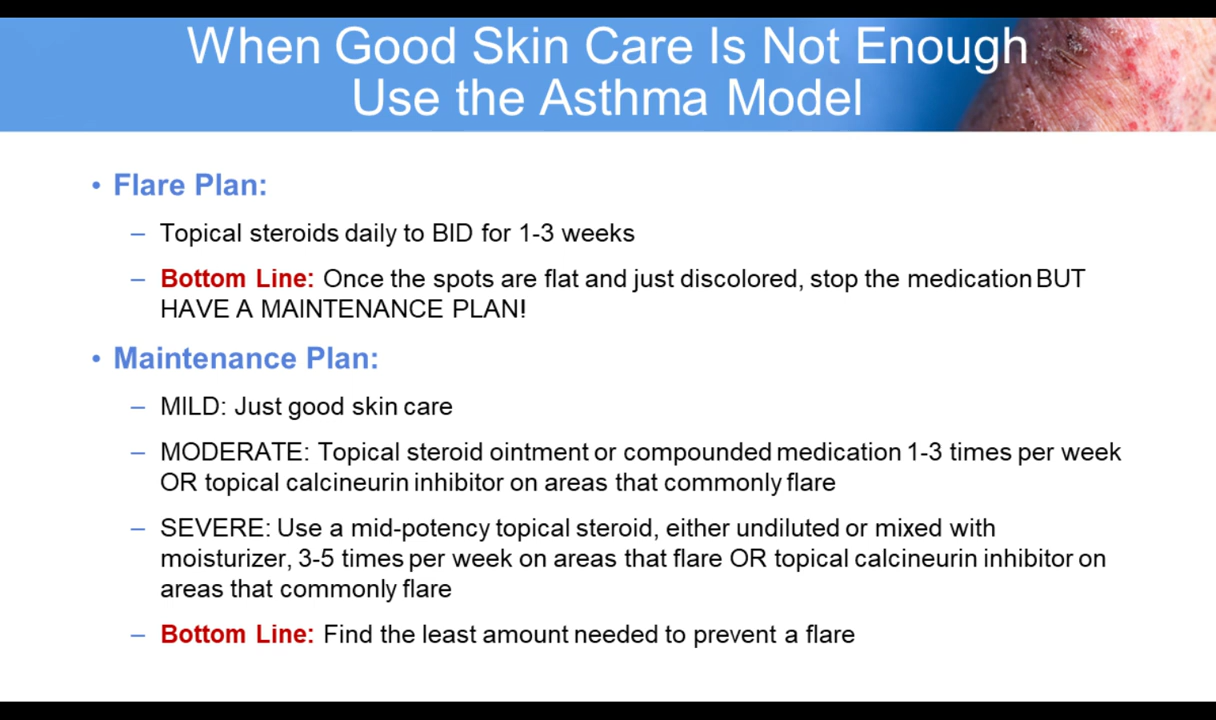 When Good Skin Care Is Not Enough
Use the Asthma Model
• Flare Plan:
– Topical steroids daily to BID for 1-3 weeks
– Bottom Line: Once the spots are flat and just discolored, stop the medication BUT
HAVE A MAINTENANCE PLAN!
• Maintenance Plan:
– MILD: Just good skin care
– MODERATE: Topical steroid ointment or compounded medication 1-3 times per week
OR topical calcineurin inhibitor on areas that commonly flare
– SEVERE: Use a mid-potency topical steroid, either undiluted or mixed with
moisturizer, 3-5 times per week on areas that flare OR topical calcineurin inhibitor on
areas that commonly flare
– Bottom Line: Find the least amount needed to prevent a flare